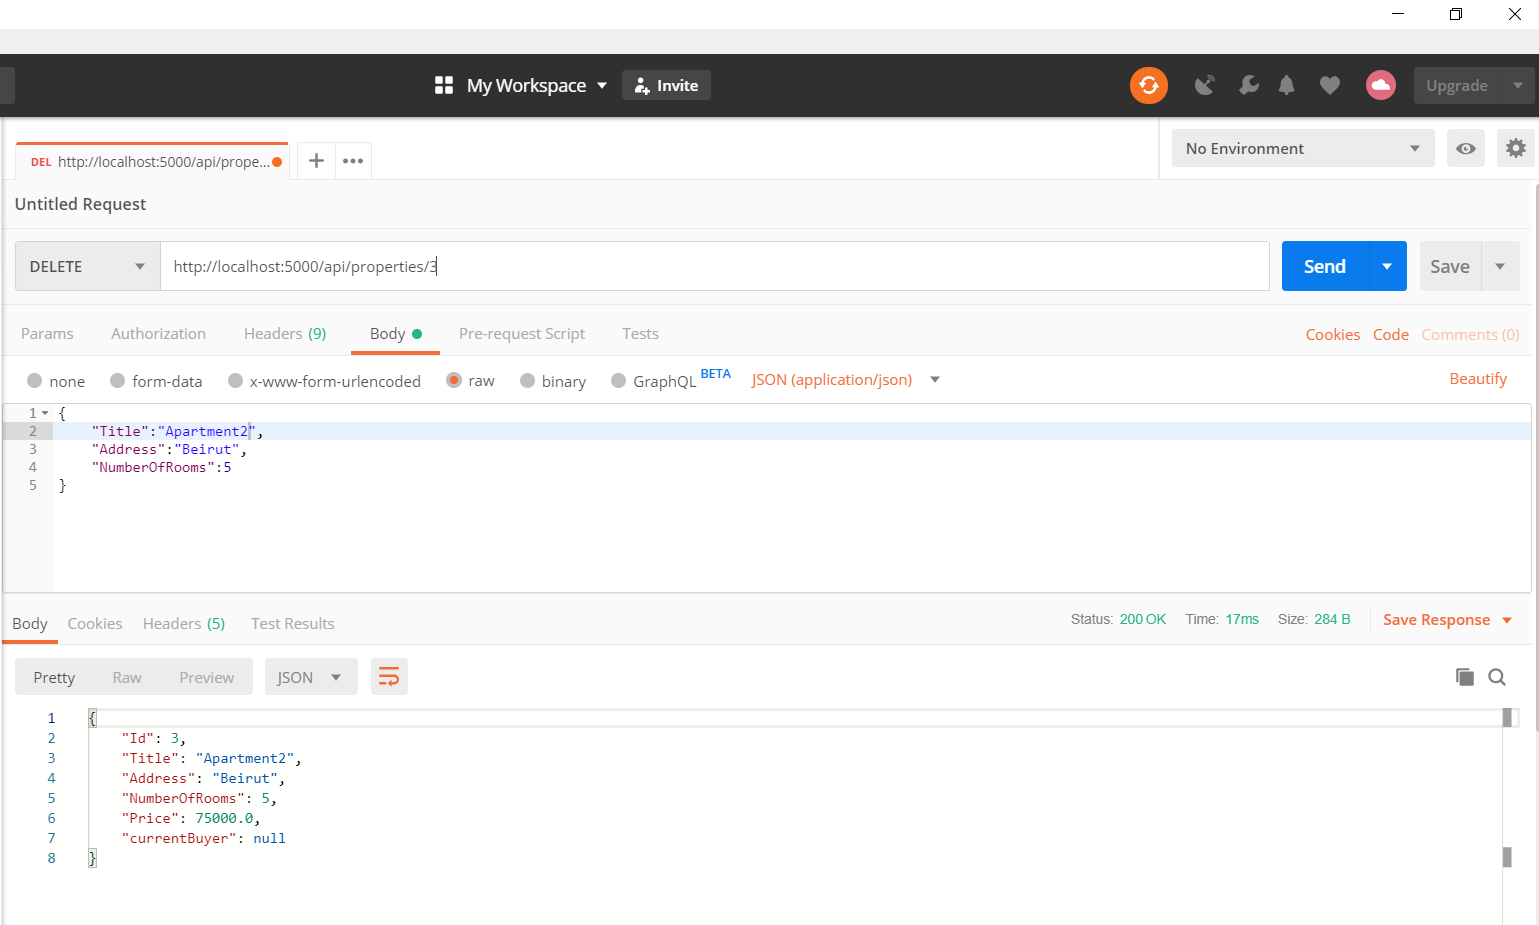 My Workspace Invite Upgrade
DEL http://localhost:5000/api/prope... No Environment
Untitled Request
DELETE http://localhost:5000/api/properties/3 Send Save
Params Authorization Headers (9) Body Pre-request Script Tests Cookies Code Comments (0)
none form-data x-www-form-urlencoded raw binary GraphQL BETA JSON (application/json) Beautify
1 {
2 "Title":"Apartment2",
3 "Address":"Beirut",
4 "NumberOfRooms":5
5 }
Body Cookies Headers (5) Test Results Status: 200 OK Time: 17ms Size: 284 B Save Response
Pretty Raw Preview JSON
1 {
2 "Id": 3,
3 "Title": "Apartment2",
4 "Address": "Beirut",
5 "NumberOfRooms": 5,
6 "Price": 75000.0,
7 "currentBuyer": null
8 }